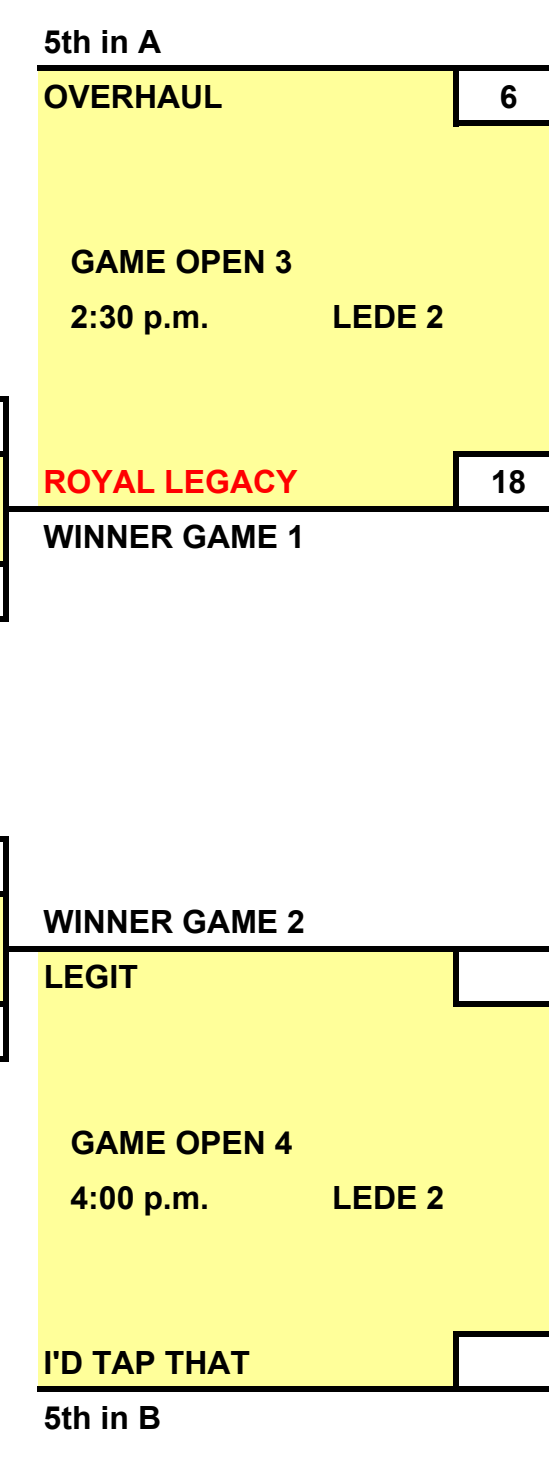 5th in A
OVERHAUL 6
GAME OPEN 3
2:30 p.m. LEDE 2
ROYAL LEGACY 18
WINNER GAME 1
WINNER GAME 2
LEGIT
GAME OPEN 4
4:00 p.m. LEDE 2
I'D TAP THAT
5th in B